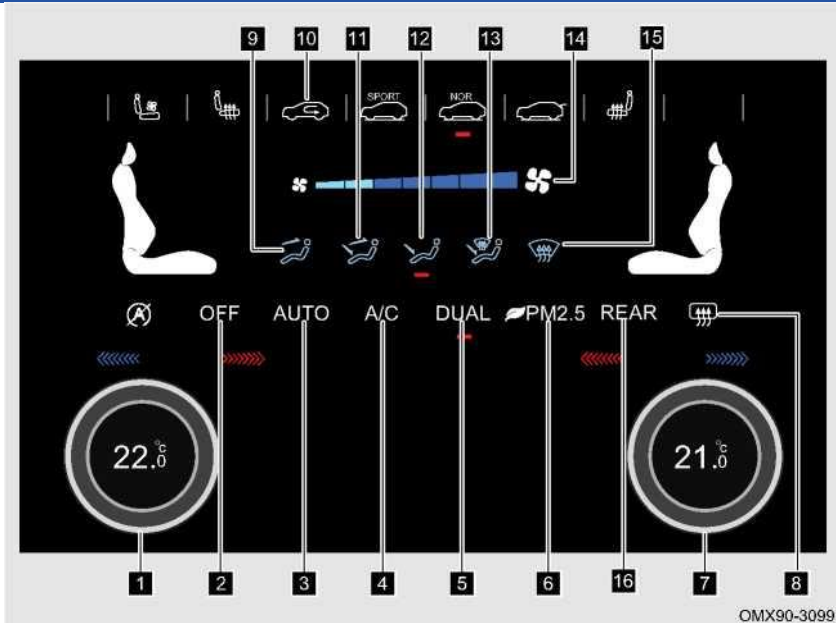 9 10 11 12 13 14 15
SPORT NOR
OFF AUTO A/C DUAL PM2.5 REAR
22.0°C 21.0°C
1 2 3 4 5 6 16 7 8
OMX90-3099